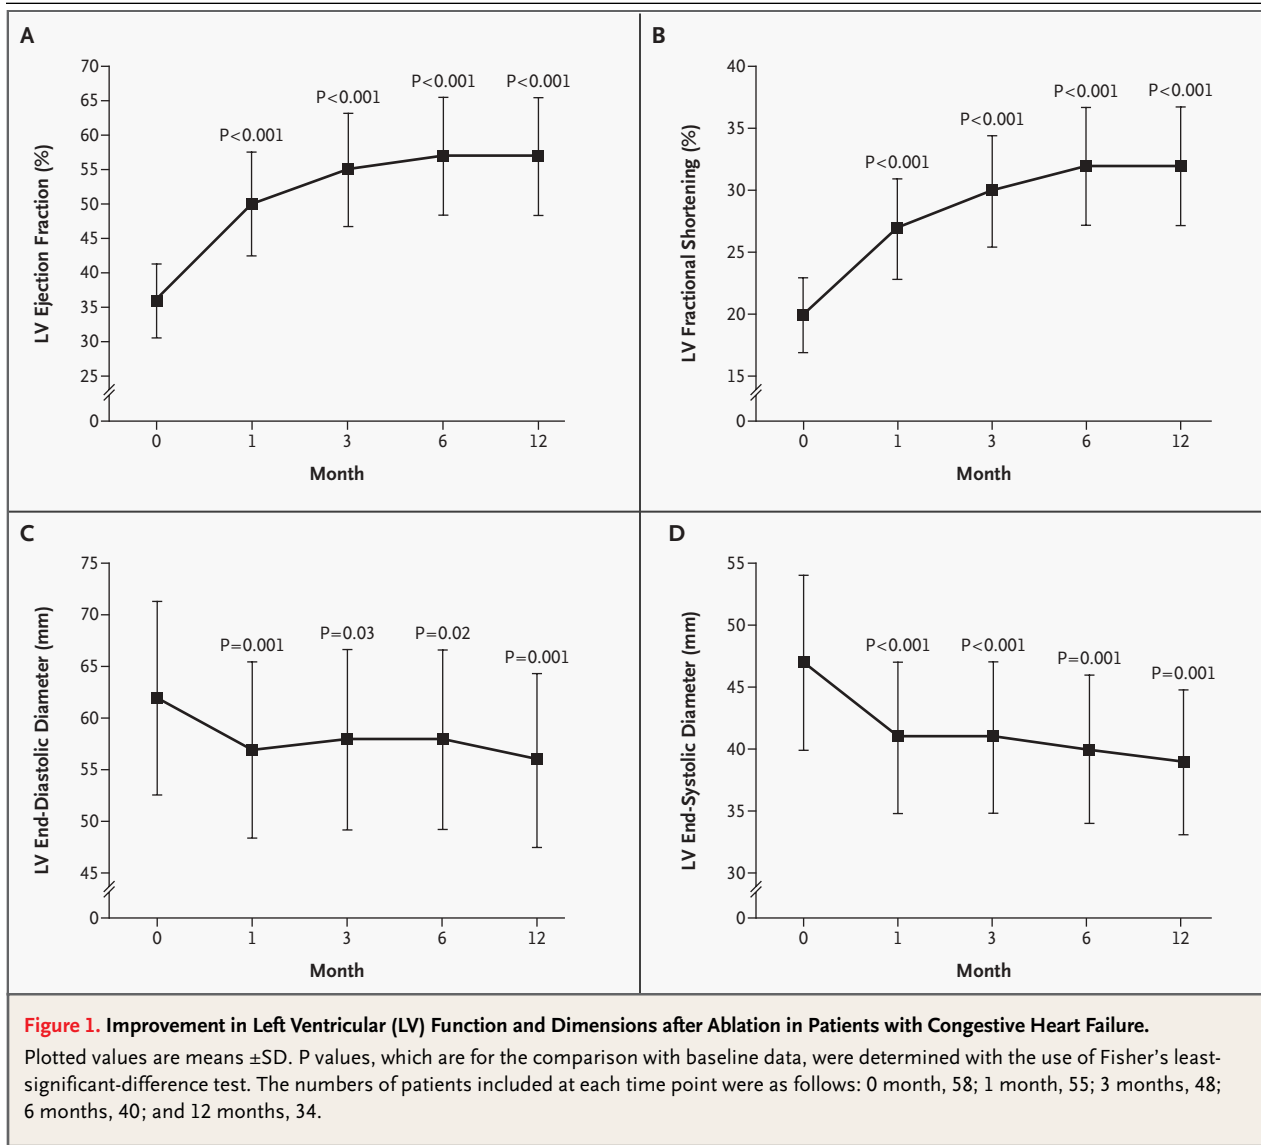 A
70
65
60
55
50
45
40
35
30
25
0
LV Ejection Fraction (%)
P<0.001
P<0.001
P<0.001
P<0.001
0 1 3 6 12
Month
B
40
35
30
25
20
15
0
LV Fractional Shortening (%)
P<0.001
P<0.001
P<0.001
P<0.001
0 1 3 6 12
Month
C
75
70
65
60
55
50
45
0
LV End-Diastolic Diameter (mm)
P=0.001
P=0.03
P=0.02
P=0.001
0 1 3 6 12
Month
D
55
50
45
40
35
30
0
LV End-Systolic Diameter (mm)
P<0.001
P<0.001
P=0.001
P=0.001
0 1 3 6 12
Month
Figure 1. Improvement in Left Ventricular (LV) Function and Dimensions after Ablation in Patients with Congestive Heart Failure.
Plotted values are means ±SD. P values, which are for the comparison with baseline data, were determined with the use of Fisher's least-
significant-difference test. The numbers of patients included at each time point were as follows: 0 month, 58; 1 month, 55; 3 months, 48;
6 months, 40; and 12 months, 34.